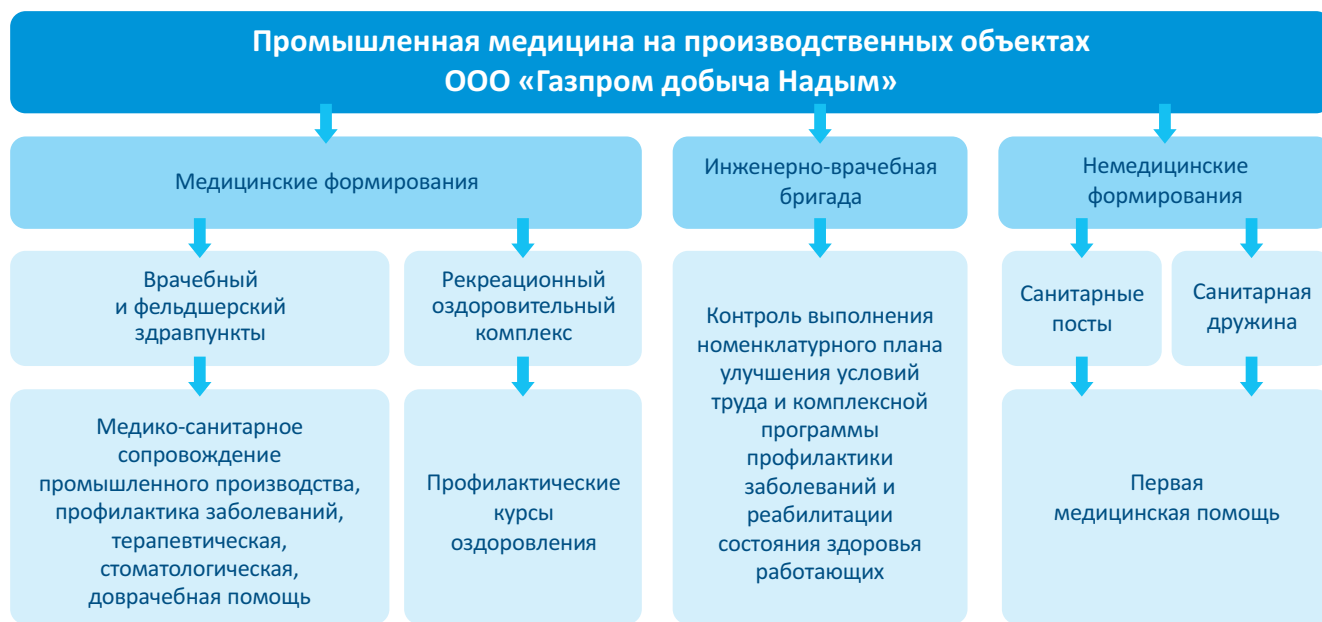 Промышленная медицина на производственных объектах
ООО «Газпром добыча Надым»
Медицинские формирования
Инженерно-врачебная
бригада
Немедицинские
формирования
Врачебный
и фельдшерский
здравпункты
Рекреационный
оздоровительный
комплекс
Контроль выполнения
номенклатурного плана
улучшения условий
труда и комплексной
программы
профилактики
заболеваний и
реабилитации
состояния здоровья
работающих
Санитарные
посты
Санитарная
дружина
Медико-санитарное
сопровождение
промышленного производства,
профилактика заболеваний,
терапевтическая,
стоматологическая,
доврачебная помощь
Профилактические
курсы
оздоровления
Первая
медицинская помощь